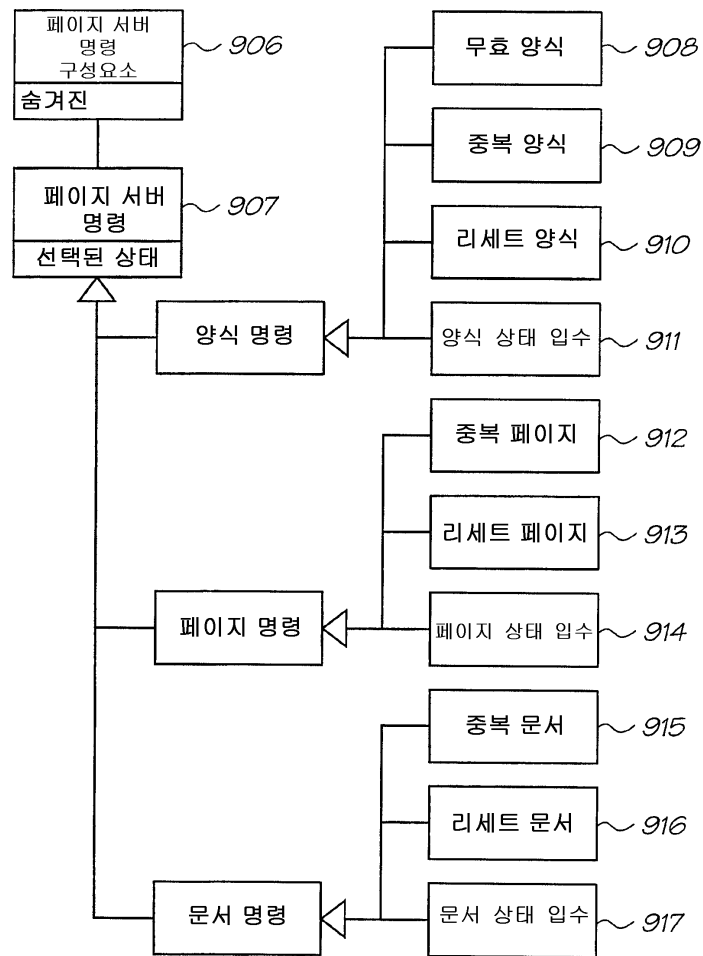 페이지 서버
명령
구성요소
숨겨진
906
페이지 서버
명령
선택된 상태
907
양식 명령
무효 양식
908
중복 양식
909
리세트 양식
910
양식 상태 입수
911
페이지 명령
중복 페이지
912
리세트 페이지
913
페이지 상태 입수
914
문서 명령
중복 문서
915
리세트 문서
916
문서 상태 입수
917